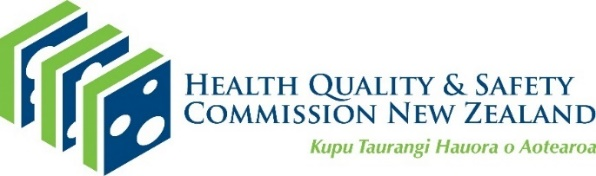 HEALTH QUALITY & SAFETY
COMMISSION NEW ZEALAND
Kupu Taurangi Hauora o Aotearoa